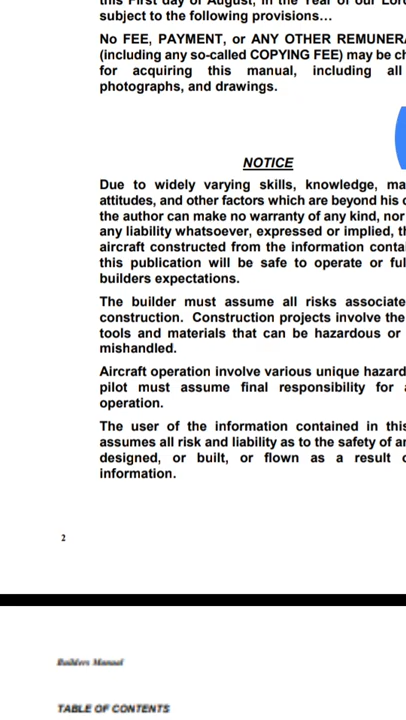 subject to the following provisions…
No FEE, PAYMENT, or ANY OTHER
(including any so-called COPYING FEE) may be
for acquiring this manual, including all
photographs, and drawings.
NOTICE
Due to widely varying skills, knowledge,
attitudes, and other factors which are beyond his
the author can make no warranty of any kind, nor
any liability whatsoever, expressed or implied,
aircraft constructed from the information
this publication will be safe to operate or
builders expectations.
The builder must assume all risks
construction. Construction projects involve the
tools and materials that can be hazardous or
mishandled.
Aircraft operation involve various unique
pilot must assume final responsibility for
operation.
The user of the information contained in this
assumes all risk and liability as to the safety of
designed, or built, or flown as a result
information.
2
Builders Manual
TABLE OF CONTENTS